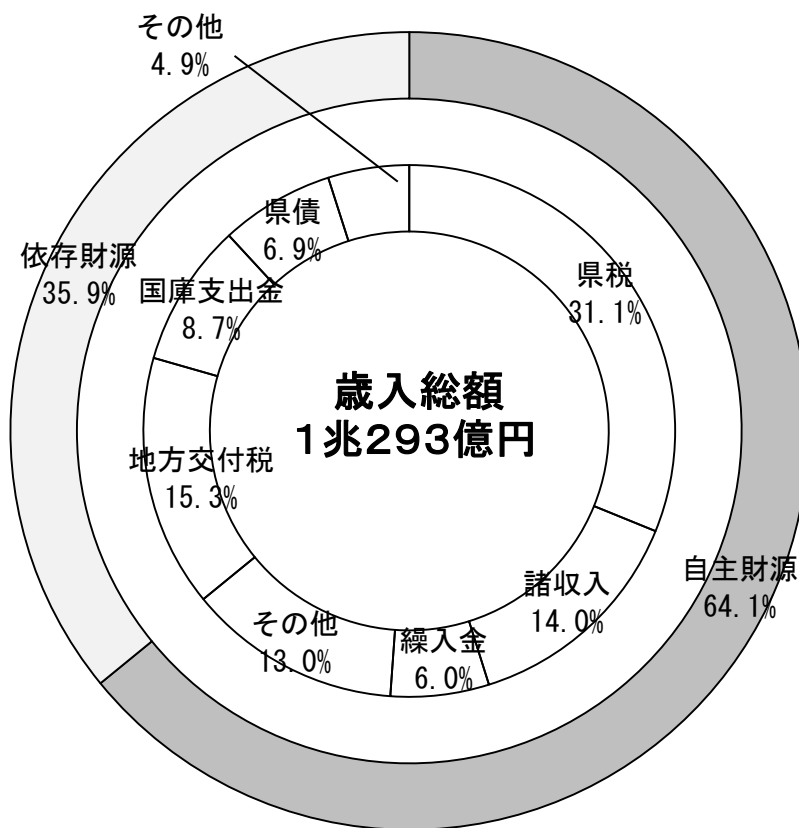 その他
4.9%
県債
6.9%
依存財源
35.9%
国庫支出金
8.7%
県税
31.1%
歳入総額
1兆293億円
地方交付税
15.3%
自主財源
64.1%
諸収入
14.0%
その他
13.0%
繰入金
6.0%